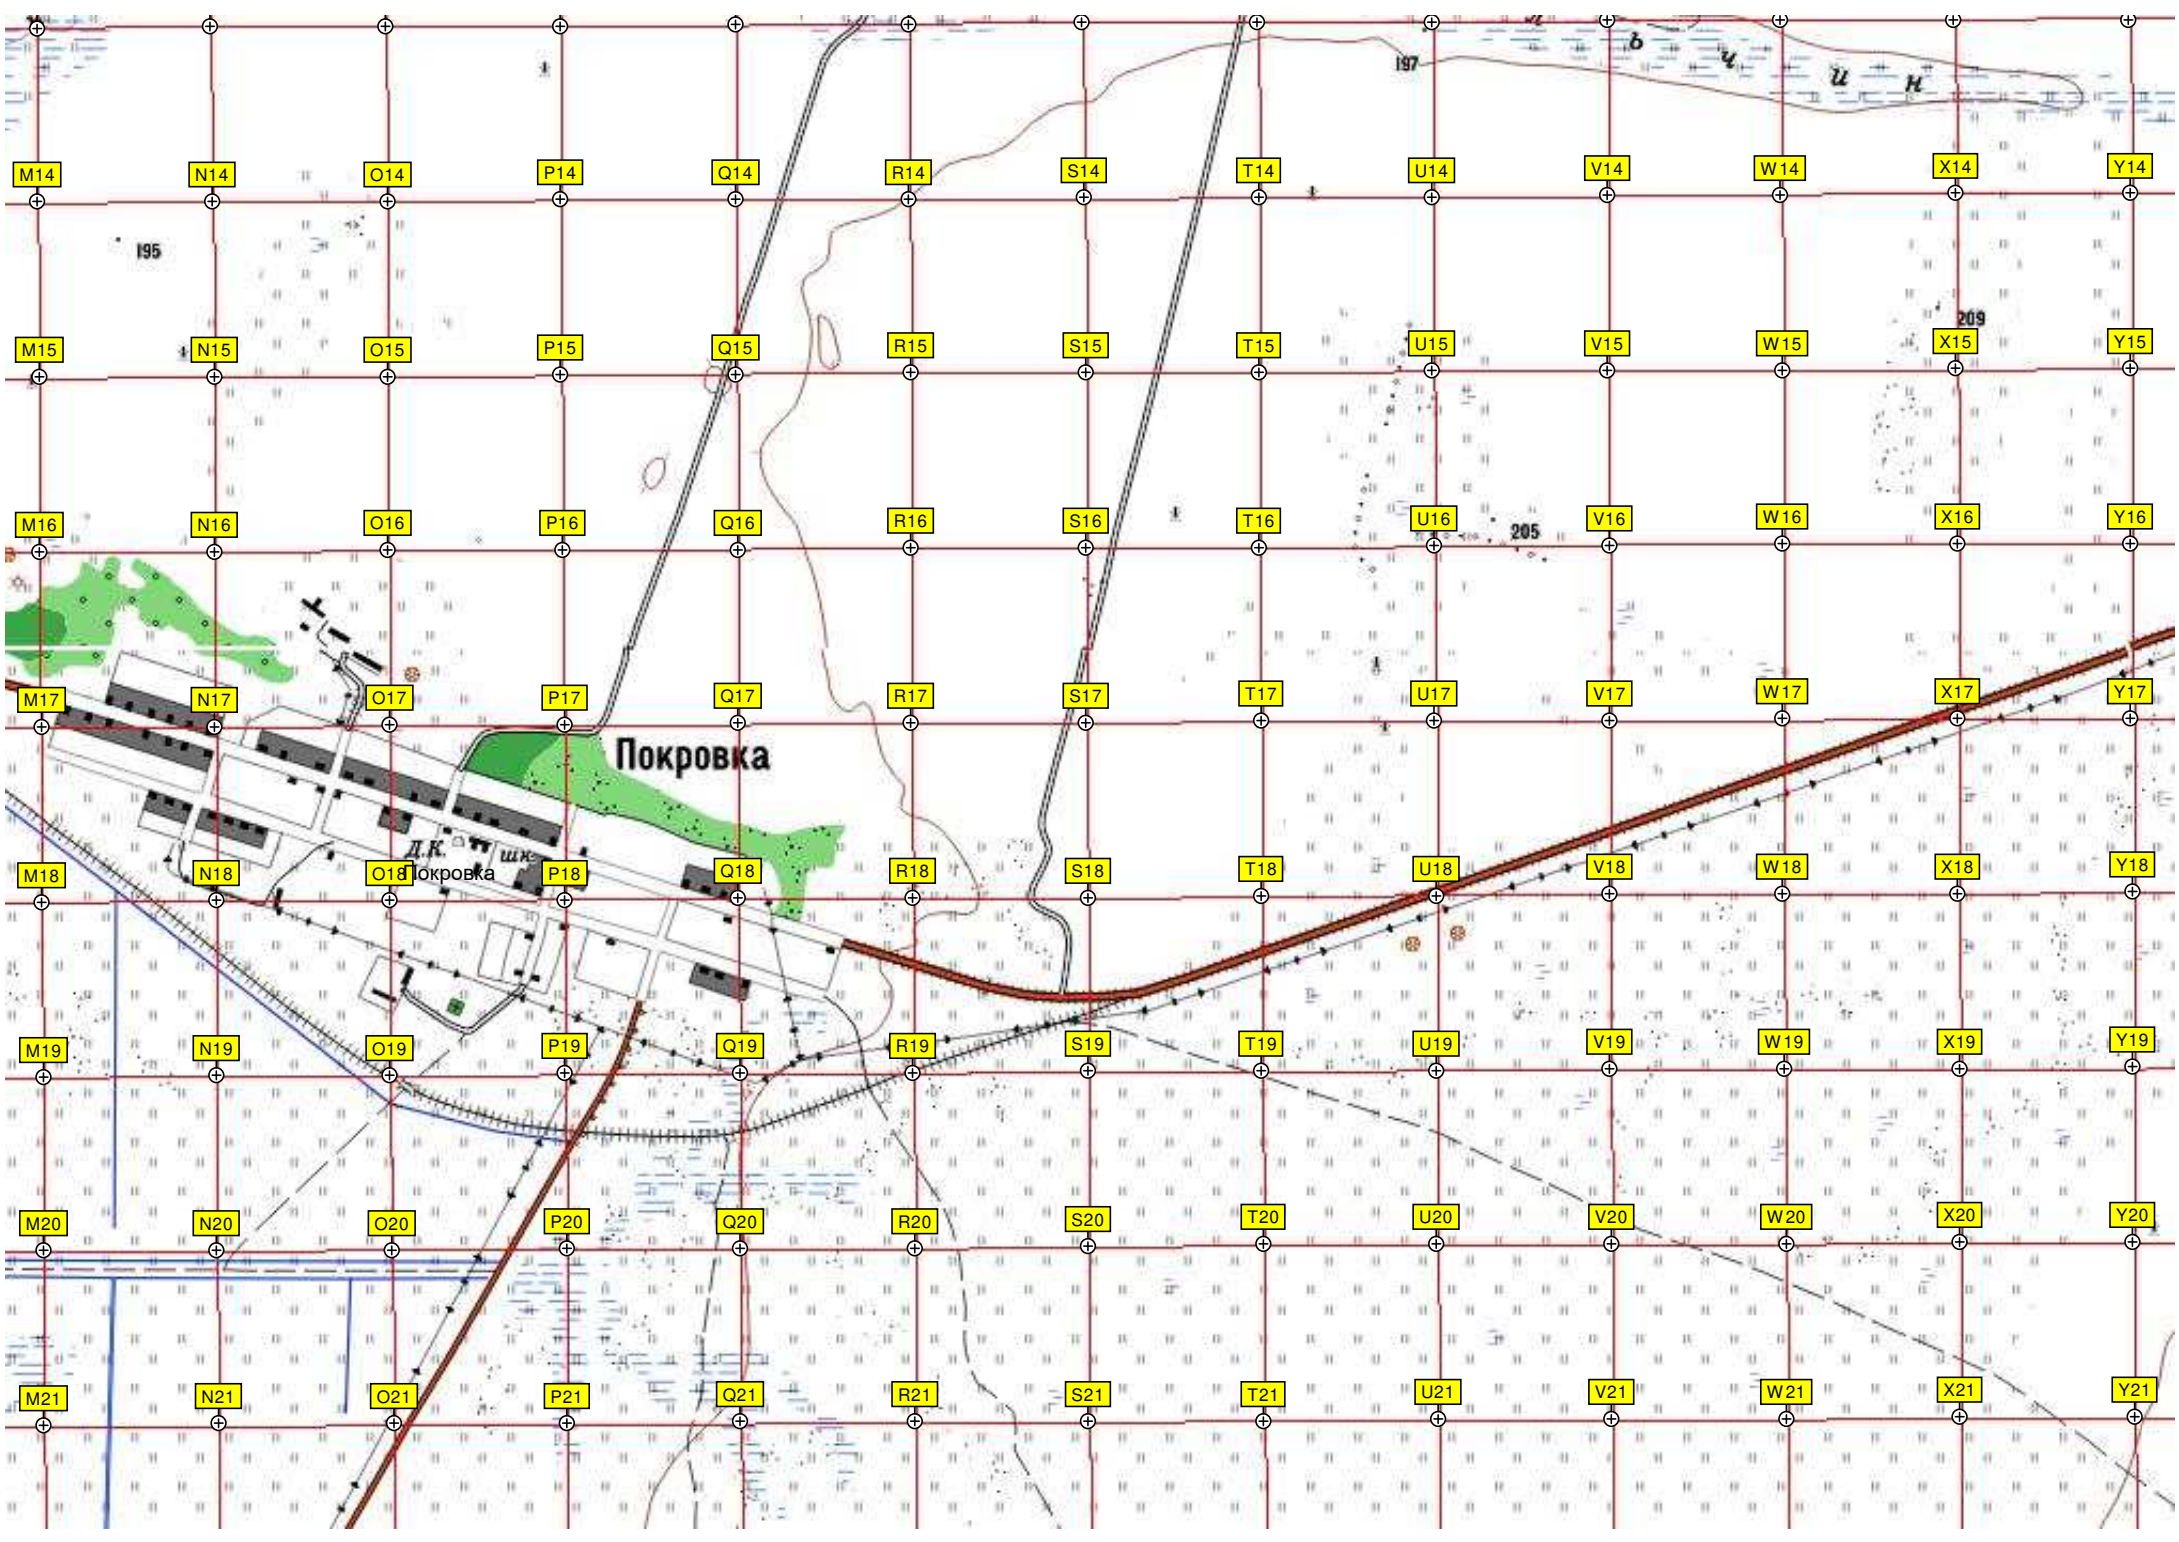 л
ь
ч
и
н
197
M14 N14 O14 P14 Q14 R14 S14 T14 U14 V14 W14 X14 Y14
195
209
M15 N15 O15 P15 Q15 R15 S15 T15 U15 V15 W15 X15 Y15
M16 N16 O16 P16 Q16 R16 S16 T16 U16 V16 W16 X16 Y16
205
M17 N17 O17 P17 Q17 R17 S17 T17 U17 V17 W17 X17 Y17
Покровка
Д.К. шк.
M18 N18 O18 P18 Q18 R18 S18 T18 U18 V18 W18 X18 Y18
Покровка
M19 N19 O19 P19 Q19 R19 S19 T19 U19 V19 W19 X19 Y19
M20 N20 O20 P20 Q20 R20 S20 T20 U20 V20 W20 X20 Y20
M21 N21 O21 P21 Q21 R21 S21 T21 U21 V21 W21 X21 Y21